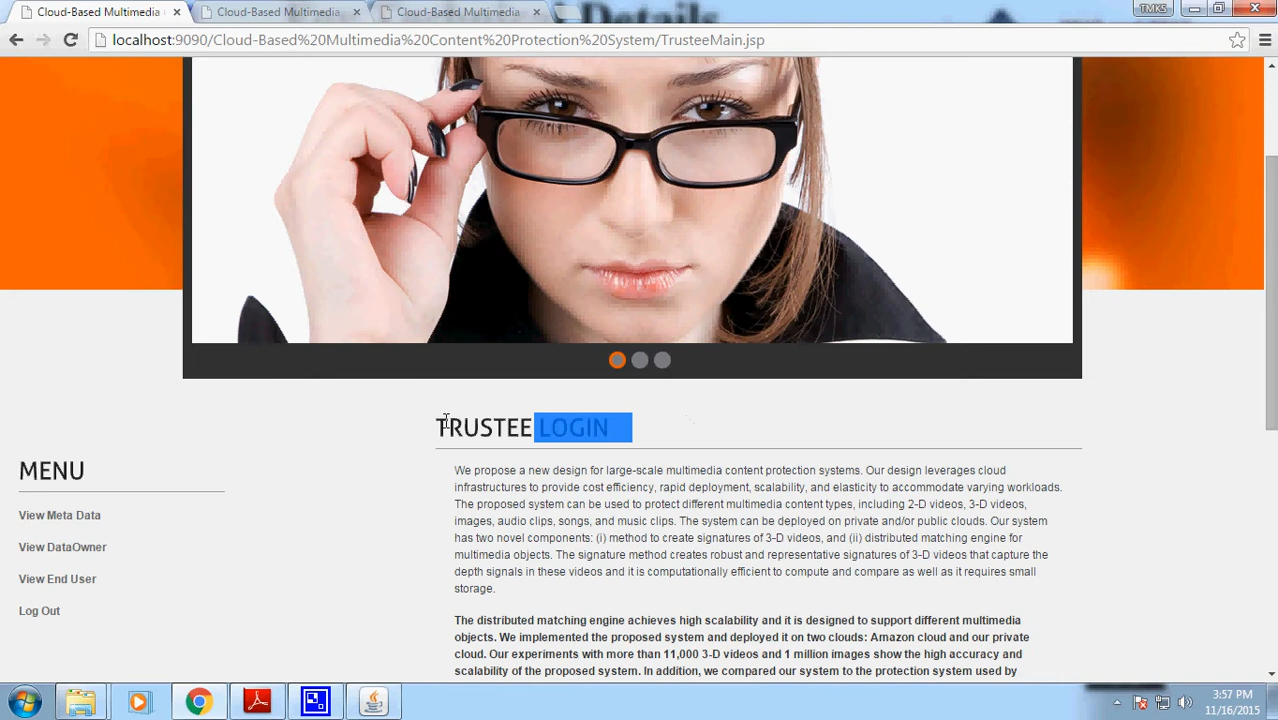 Details
Cloud-Based Multimedia
Cloud-Based Multimedia
Cloud-Based Multimedia
TMKS
localhost:9090/Cloud-Based%20Multimedia%20Content%20Protection%20System/TrusteeMain.jsp
TRUSTEE LOGIN
MENU
View Meta Data
View DataOwner
View End User
Log Out
We propose a new design for large-scale multimedia content protection systems. Our design leverages cloud
infrastructures to provide cost efficiency, rapid deployment, scalability, and elasticity to accommodate varying workloads.
The proposed system can be used to protect different multimedia content types, including 2-D videos, 3-D videos,
images, audio clips, songs, and music clips. The system can be deployed on private and/or public clouds. Our system
has two novel components: (i) method to create signatures of 3-D videos, and (ii) distributed matching engine for
multimedia objects. The signature method creates robust and representative signatures of 3-D videos that capture the
depth signals in these videos and it is computationally efficient to compute and compare as well as it requires small
storage.
The distributed matching engine achieves high scalability and it is designed to support different multimedia
objects. We implemented the proposed system and deployed it on two clouds: Amazon cloud and our private
cloud. Our experiments with more than 11,000 3-D videos and 1 million images show the high accuracy and
scalability of the proposed system. In addition, we compared our system to the protection system used by
3:57 PM
11/16/2015